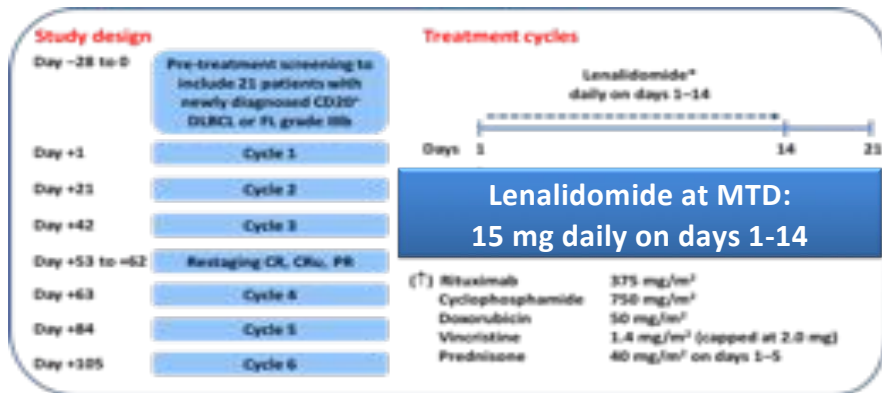 Study design
Day −28 to 0
Pre-treatment screening to
include 21 patients with
newly diagnosed CD20⁺
DLBCL or FL grade IIIb
Day +1
Cycle 1
Day +21
Cycle 2
Day +42
Cycle 3
Day +53 to +62
Restaging CR, CRu, PR
Day +63
Cycle 4
Day +84
Cycle 5
Day +105
Cycle 6
Treatment cycles
Lenalidomide*
daily on days 1–14
Days 1 14 21
Lenalidomide at MTD:
15 mg daily on days 1-14
(↑) Rituximab 375 mg/m²
Cyclophosphamide 750 mg/m²
Doxorubicin 50 mg/m²
Vincristine 1.4 mg/m² (capped at 2.0 mg)
Prednisone 40 mg/m² on days 1–5